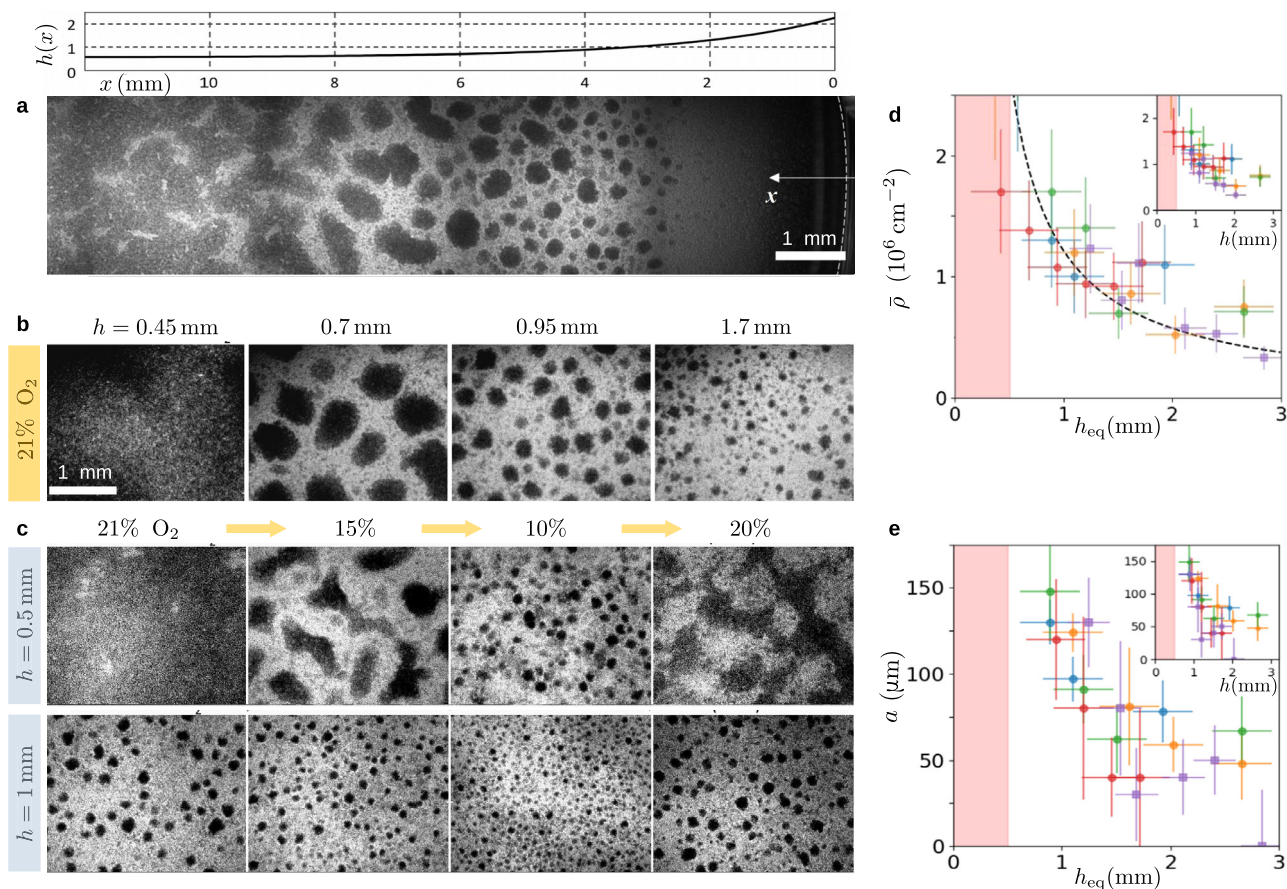 2
1
0
h(x)
x (mm) 10 8 6 4 2 0
a
x
1 mm
b
h = 0.45 mm 0.7 mm 0.95 mm 1.7 mm
21% O₂
1 mm
c
21% O₂ 15% 10% 20%
h = 0.5 mm
h = 1 mm
d
2
1
0
ρ̄ (10⁶ cm⁻²)
0 1 2 3
h_eq(mm)
2
1
0
0 1 2 3
h(mm)
e
150
100
50
0
a (μm)
0 1 2 3
h_eq(mm)
150
100
50
0
0 1 2 3
h(mm)